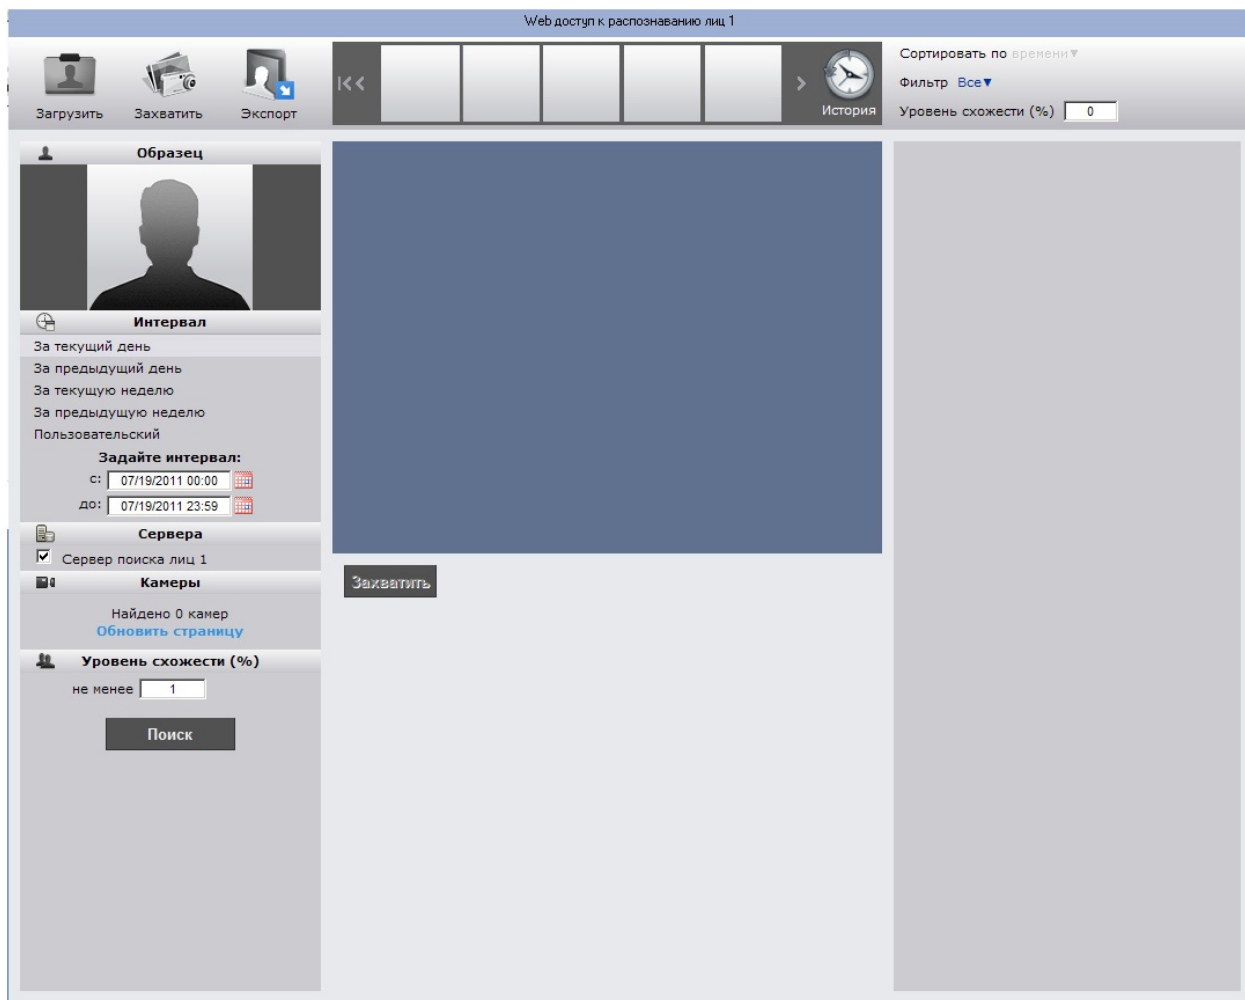 Web доступ к распознаванию лиц 1
Загрузить
Захватить
Экспорт
История
Сортировать по времени▼
Фильтр Все▼
Уровень схожести (%) 0
Образец
Интервал
За текущий день
За предыдущий день
За текущую неделю
За предыдущую неделю
Пользовательский
Задайте интервал:
с: 07/19/2011 00:00
до: 07/19/2011 23:59
Сервера
Сервер поиска лиц 1
Камеры
Найдено 0 камер
Обновить страницу
Уровень схожести (%)
не менее 1
Поиск
Захватить